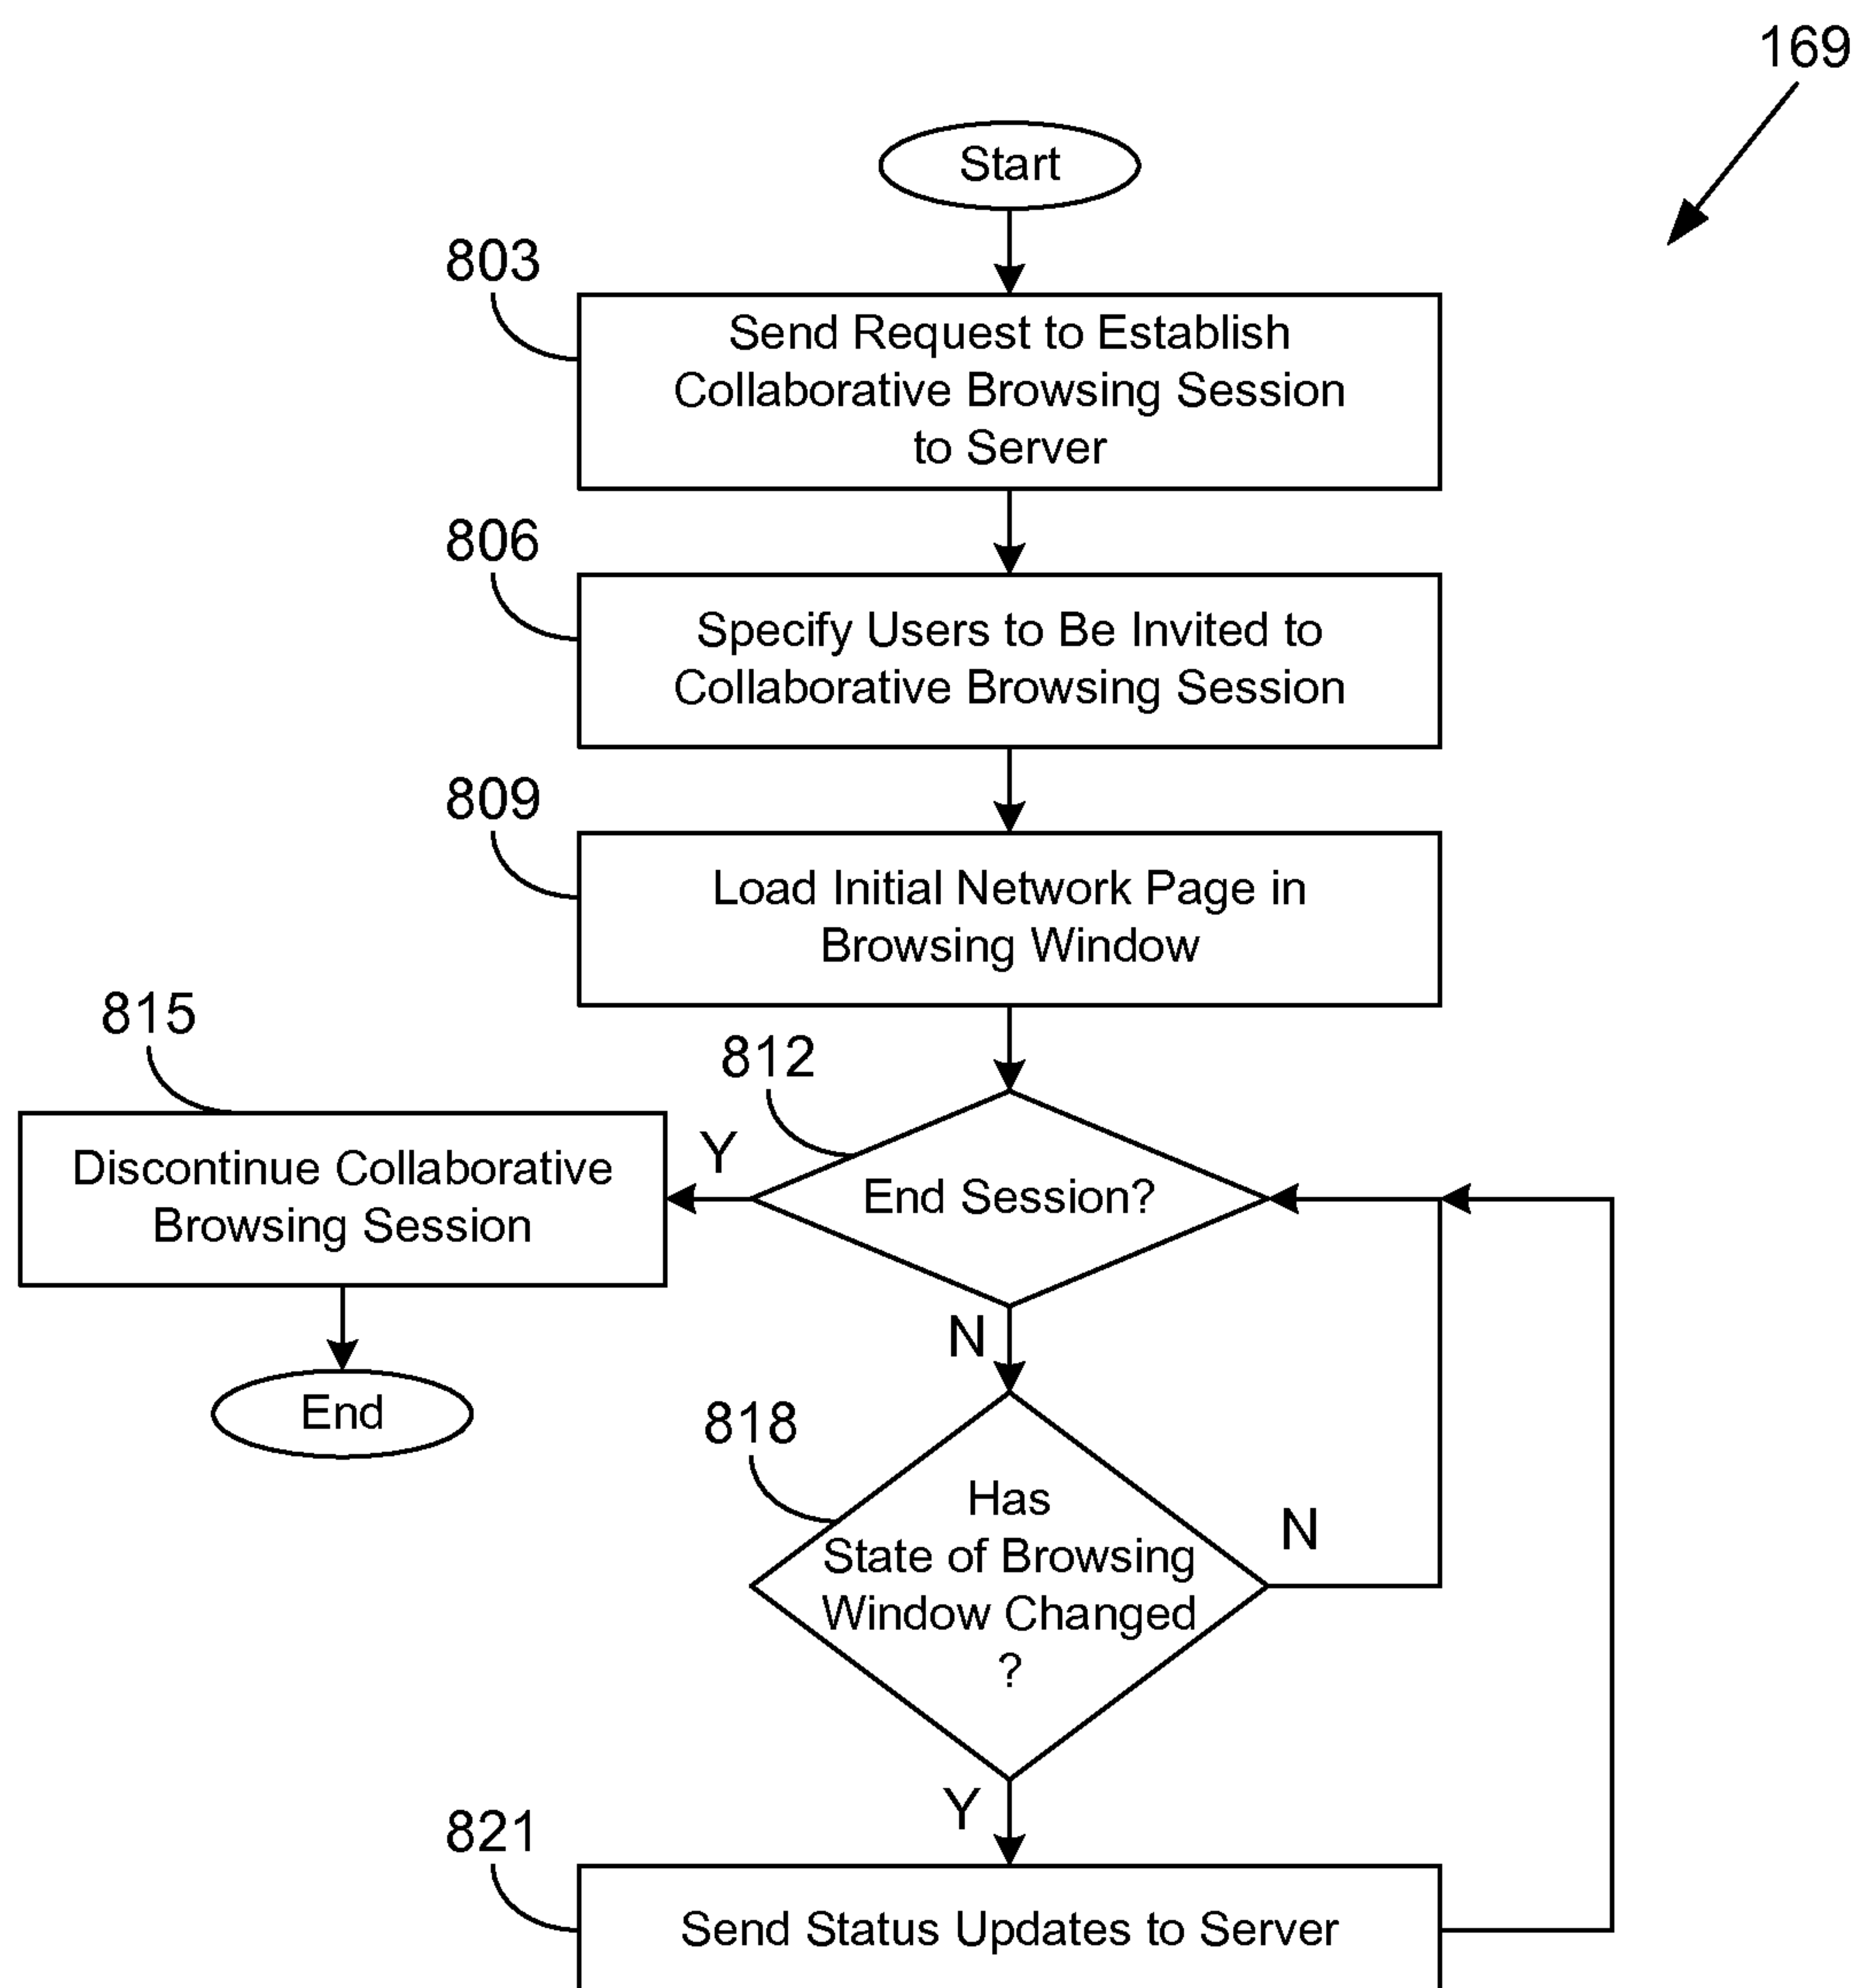 169
Start
803
Send Request to Establish
Collaborative Browsing Session
to Server
806
Specify Users to Be Invited to
Collaborative Browsing Session
809
Load Initial Network Page in
Browsing Window
815
812
Discontinue Collaborative
Browsing Session
Y
End Session?
N
End
818
Has
State of Browsing
Window Changed
?
N
Y
821
Send Status Updates to Server